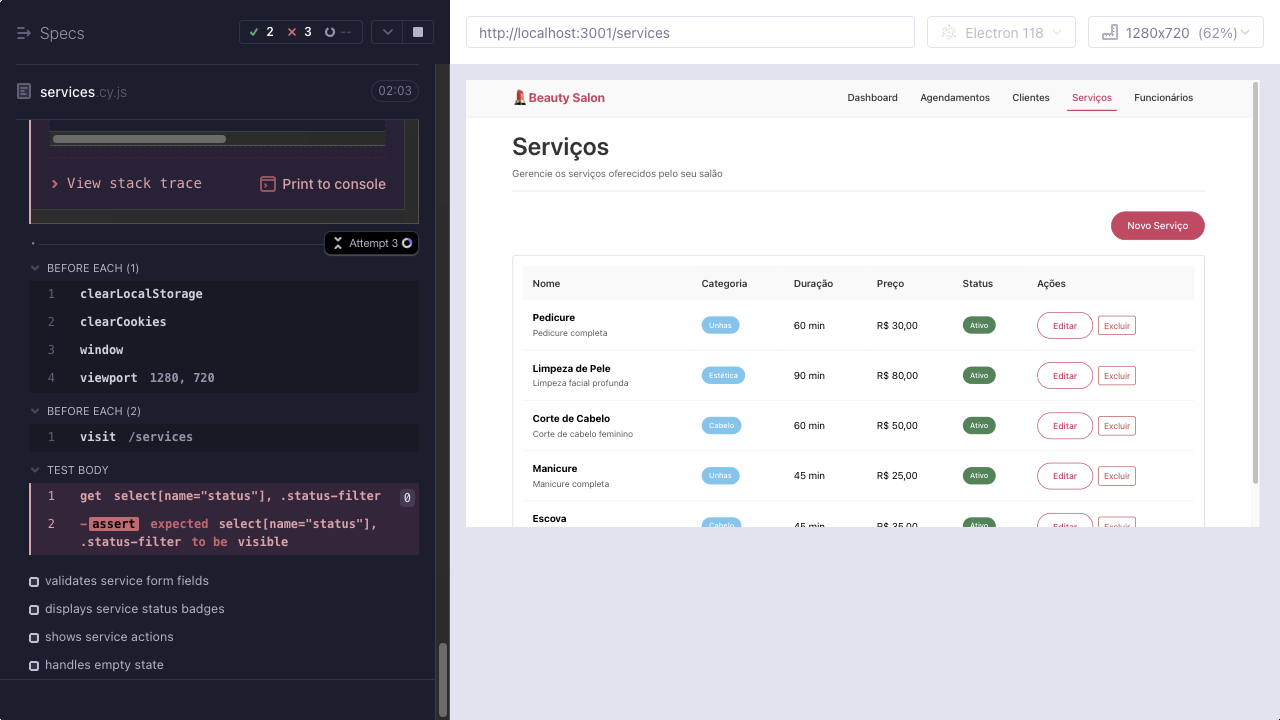 Specs
2
3
--
http://localhost:3001/services
Electron 118
1280x720 (62%)
services.cy.js
02:03
View stack trace
Print to console
Attempt 3
BEFORE EACH (1)
1 clearLocalStorage
2 clearCookies
3 window
4 viewport 1280, 720
BEFORE EACH (2)
1 visit /services
TEST BODY
1 get select[name="status"], .status-filter 0
2 -assert expected select[name="status"],
.status-filter to be visible
validates service form fields
displays service status badges
shows service actions
handles empty state
Beauty Salon
Dashboard Agendamentos Clientes Serviços Funcionários
Serviços
Gerencie os serviços oferecidos pelo seu salão
Novo Serviço
Nome Categoria Duração Preço Status Ações
Pedicure
Pedicure completa
Unhas 60 min R$ 30,00 Ativo Editar Excluir
Limpeza de Pele
Limpeza facial profunda
Estética 90 min R$ 80,00 Ativo Editar Excluir
Corte de Cabelo
Corte de cabelo feminino
Cabelo 60 min R$ 50,00 Ativo Editar Excluir
Manicure
Manicure completa
Unhas 45 min R$ 25,00 Ativo Editar Excluir
Escova
Cabelo 45 min R$ 35,00 Ativo Editar Excluir